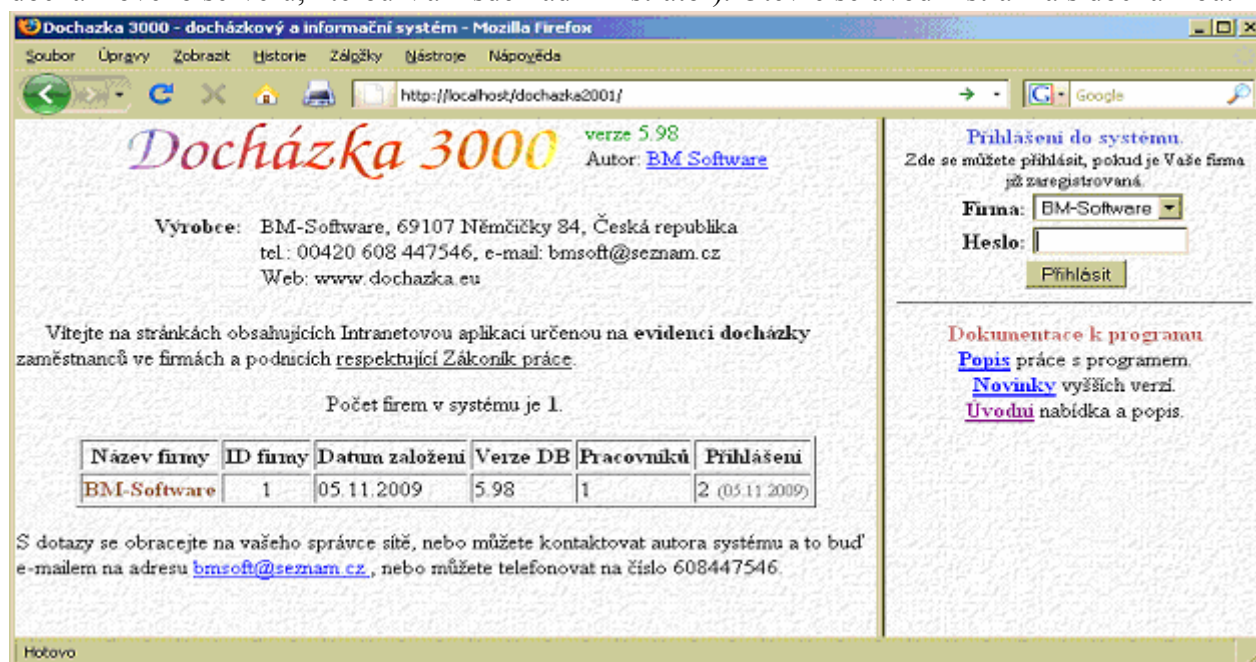 Dochazka 3000 - docházkový a informační systém - Mozilla Firefox
Soubor Úpravy Zobrazit Historie Záložky Nástroje Nápověda
http://localhost/dochazka2001/
Google
Docházka 3000
verze 5.98
Autor: BM Software
Výrobce: BM-Software, 69107 Němčičky 84, Česká republika
tel.: 00420 608 447546, e-mail: bmsoft@seznam.cz
Web: www.dochazka.eu
Vítejte na stránkách obsahujících Intranetovou aplikaci určenou na evidenci docházky
zaměstnanců ve firmách a podnicích respektující Zákoník práce.
Počet firem v systému je 1.
Název firmy ID firmy Datum založení Verze DB Pracovníků Přihlášení
BM-Software 1 05.11.2009 5.98 1 2 (05.11.2009)
S dotazy se obracejte na vašeho správce sítě, nebo můžete kontaktovat autora systému a to buď
e-mailem na adresu bmsoft@seznam.cz , nebo můžete telefonovat na číslo 608447546.
Přihlášení do systému.
Zde se můžete přihlásit, pokud je Vaše firma
již zaregistrovaná.
Firma: BM-Software
Heslo:
Přihlásit
Dokumentace k programu
Popis práce s programem.
Novinky vyšších verzí.
Úvodní nabídka a popis.
Hotovo